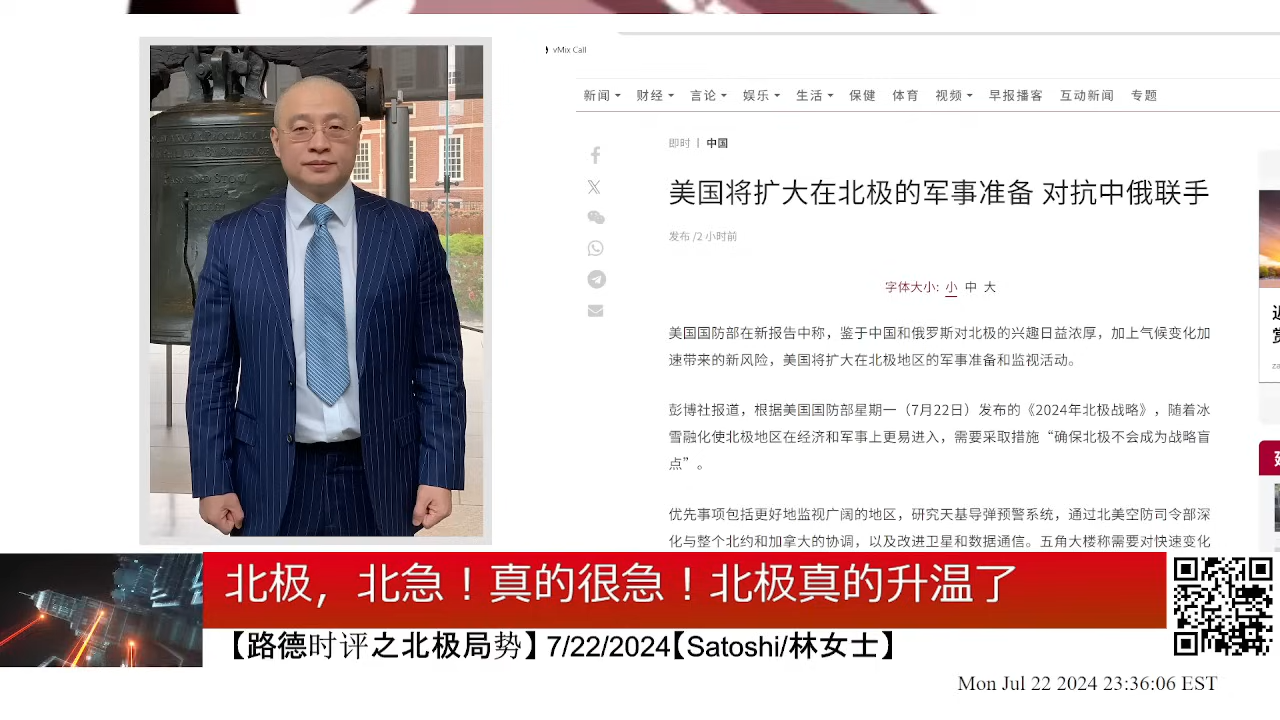 vMix Call
新闻 财经 言论 娱乐 生活 保健 体育 视频 早报播客 互动新闻 专题
即时 | 中国
美国将扩大在北极的军事准备 对抗中俄联手
发布 /2 小时前
字体大小: 小 中 大
美国国防部在新报告中称，鉴于中国和俄罗斯对北极的兴趣日益浓厚，加上气候变化加
速带来的新风险，美国将扩大在北极地区的军事准备和监视活动。
彭博社报道，根据美国国防部星期一（7月22日）发布的《2024年北极战略》，随着冰
雪融化使北极地区在经济和军事上更易进入，需要采取措施“确保北极不会成为战略盲
点”。
优先事项包括更好地监视广阔的地区，研究天基导弹预警系统，通过北美空防司令部深
化与整个北约和加拿大的协调，以及改进卫星和数据通信。五角大楼称需要对快速变化
北极，北急！真的很急！北极真的升温了
【路德时评之北极局势】7/22/2024【Satoshi/林女士】
Mon Jul 22 2024 23:36:06 EST